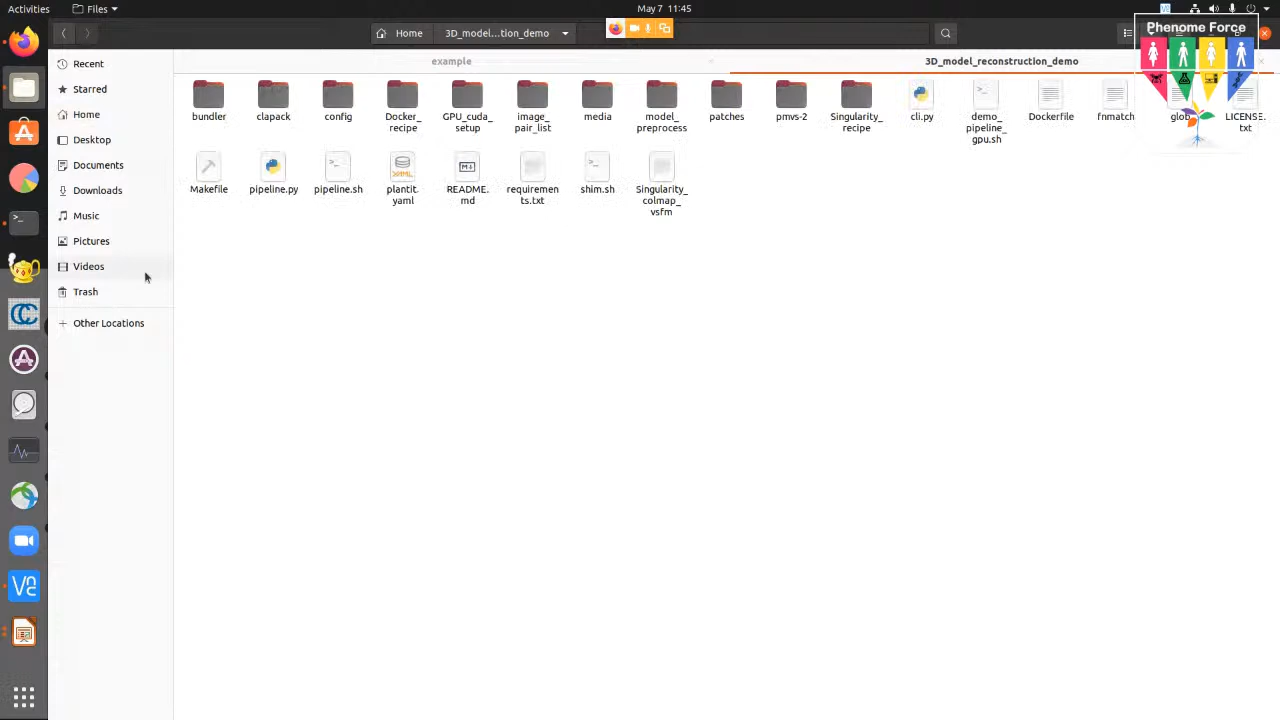 Activities
Files
May 7 11:45
Home
3D_model…tion_demo
Phenome Force
Recent
Starred
Home
Desktop
Documents
Downloads
Music
Pictures
Videos
Trash
Other Locations
example
3D_model_reconstruction_demo
bundler
clapack
config
Docker_
recipe
GPU_cuda_
setup
image_
pair_list
media
model_
preprocess
patches
pmvs-2
Singularity_
recipe
cli.py
demo_
pipeline_
gpu.sh
Dockerfile
fnmatch
glob
LICENSE.
txt
Makefile
pipeline.py
pipeline.sh
plantit.
yaml
README.
md
requiremen
ts.txt
shim.sh
Singularity_
colmap_
vsfm